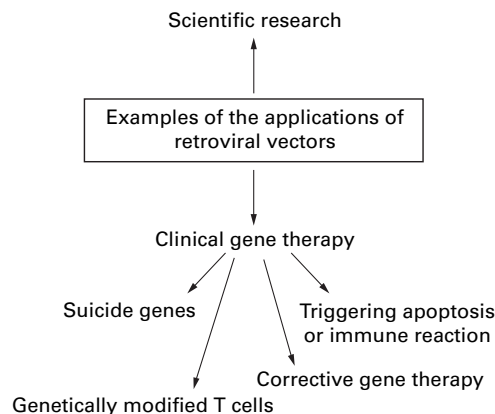 Scientific research
Examples of the applications of
retroviral vectors
Clinical gene therapy
Suicide genes
Triggering apoptosis
or immune reaction
Corrective gene therapy
Genetically modified T cells